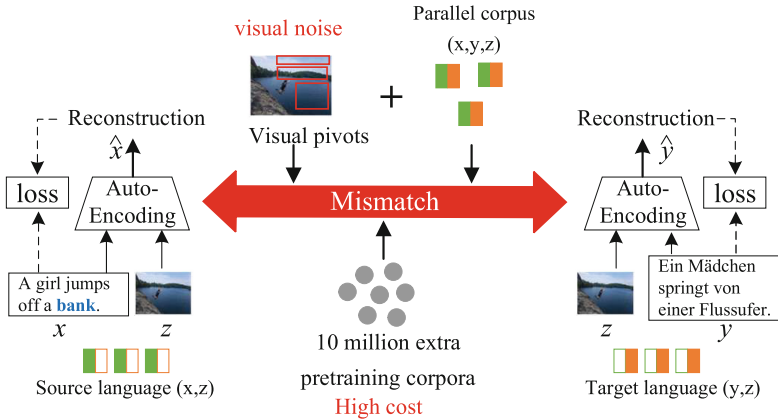 visual noise
Parallel corpus
(x,y,z)
+
Visual pivots
Reconstruction
x̂
loss
Auto-
Encoding
A girl jumps
off a bank.
x
z
Source language (x,z)
Mismatch
10 million extra
pretraining corpora
High cost
Reconstruction
ŷ
Auto-
Encoding
loss
Ein Mädchen
springt von
einer Flussufer.
z
y
Target language (y,z)